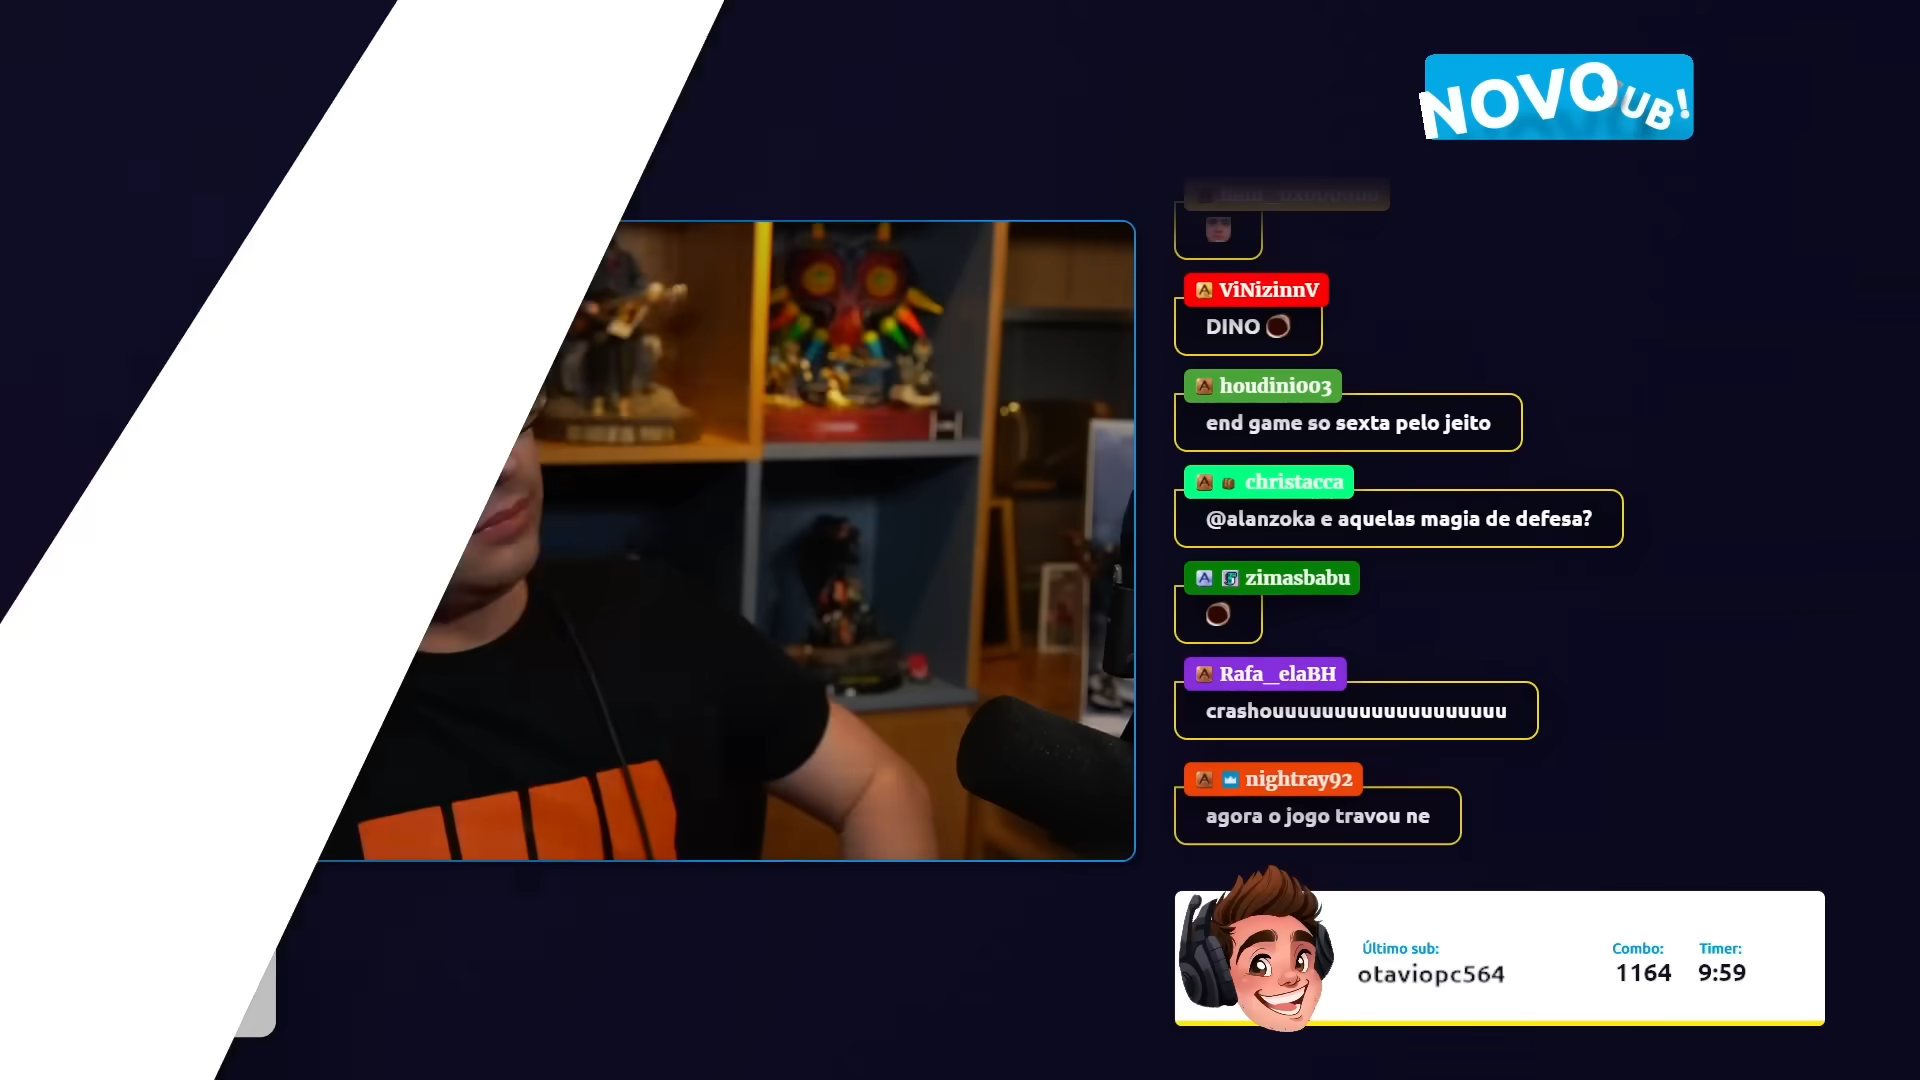 NOVO SUB!
ViNizinnV
DINO
houdini003
end game so sexta pelo jeito
christacca
@alanzoka e aquelas magia de defesa?
zimasbabu
Rafa_elaBH
crashouuuuuuuuuuuuuuuuuuu
nightray92
agora o jogo travou ne
Último sub:
otaviopc564
Combo:
1164
Timer:
9:59